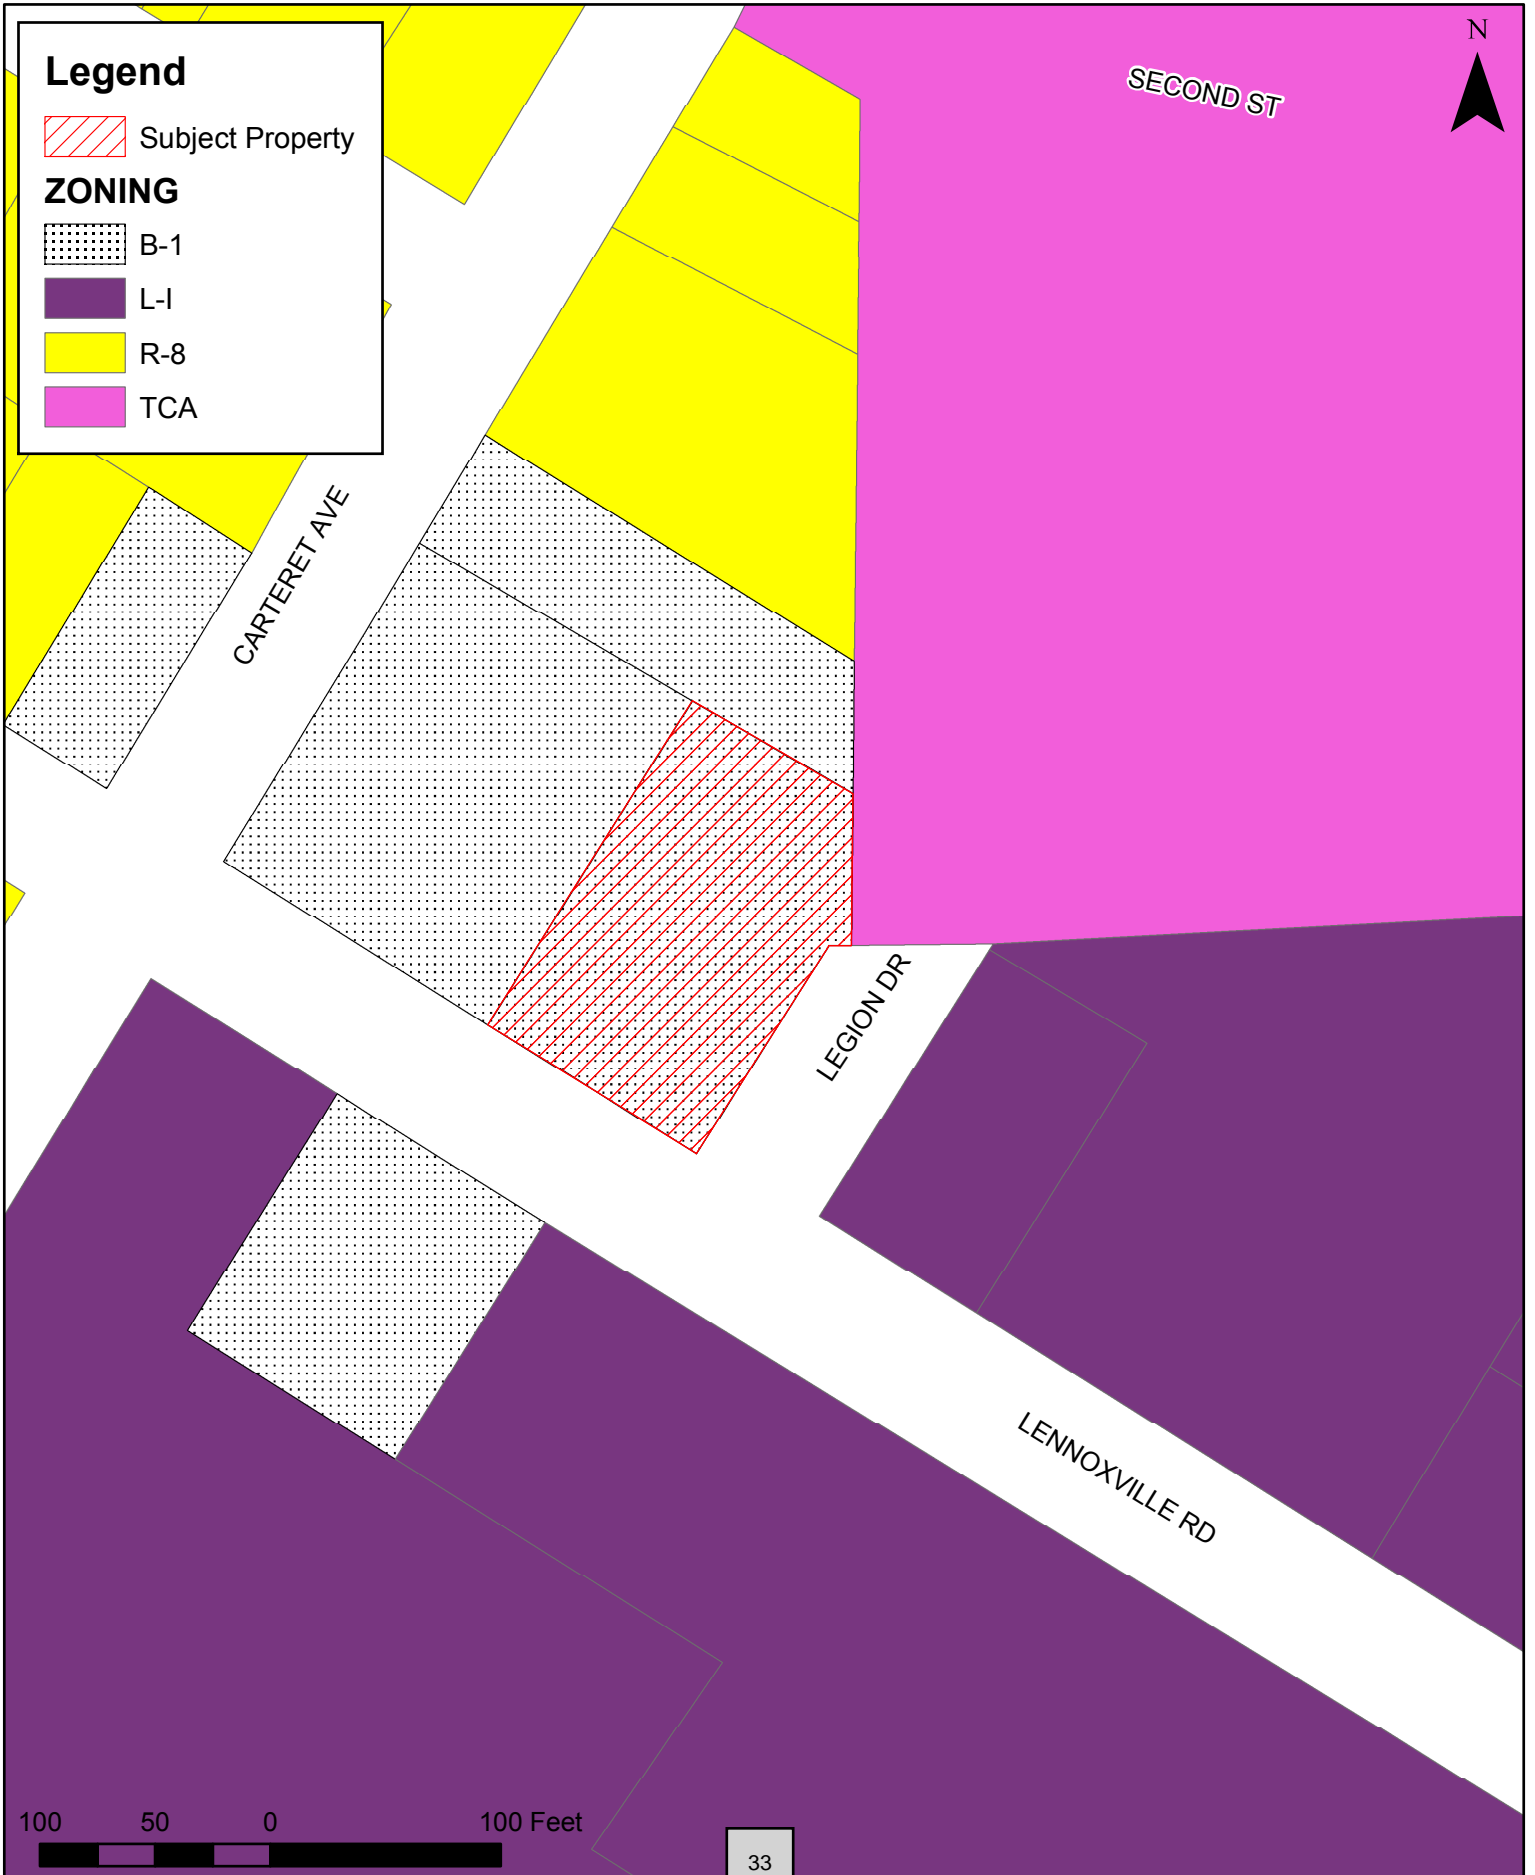 Legend
Subject Property
ZONING
B-1
L-I
R-8
TCA
N
SECOND ST
CARTERET AVE
LEGION DR
LENNOXVILLE RD
100 50 0 100 Feet
33